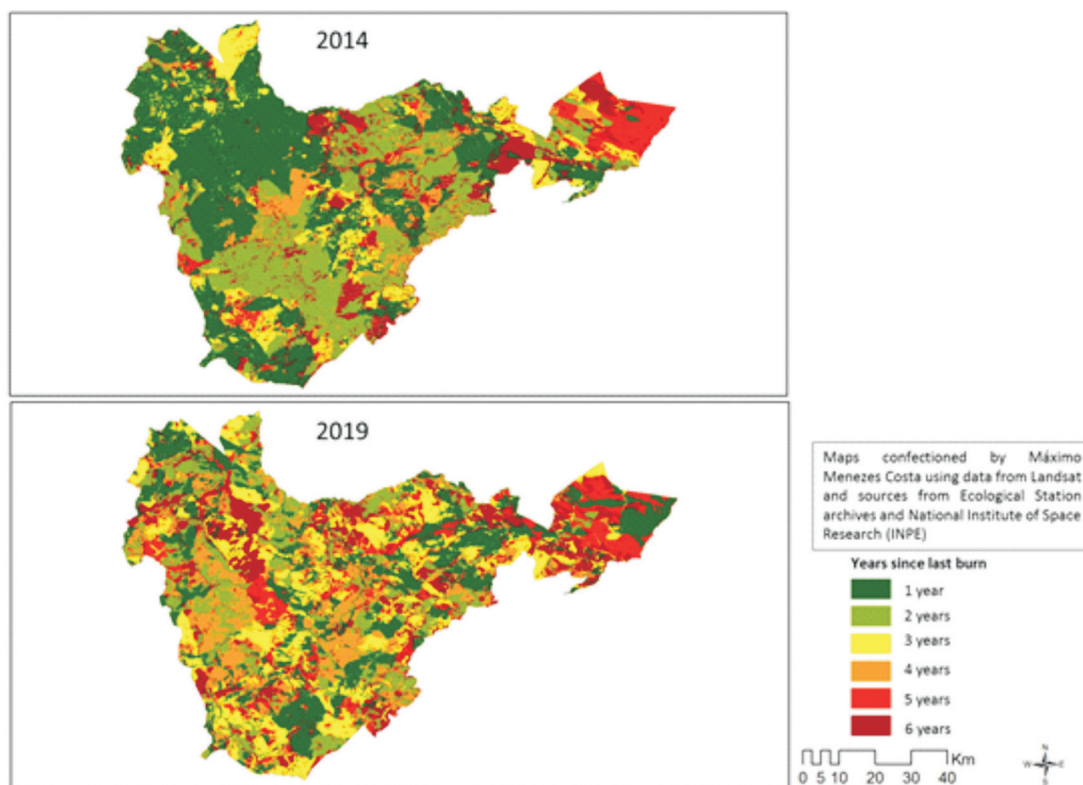 2014
2019
Maps confectioned by Máximo
Menezes Costa using data from Landsat
and sources from Ecological Station
archives and National Institute of Space
Research (INPE)
Years since last burn
1 year
2 years
3 years
4 years
5 years
6 years
Km
0 5 10 20 30 40
N
W E
S